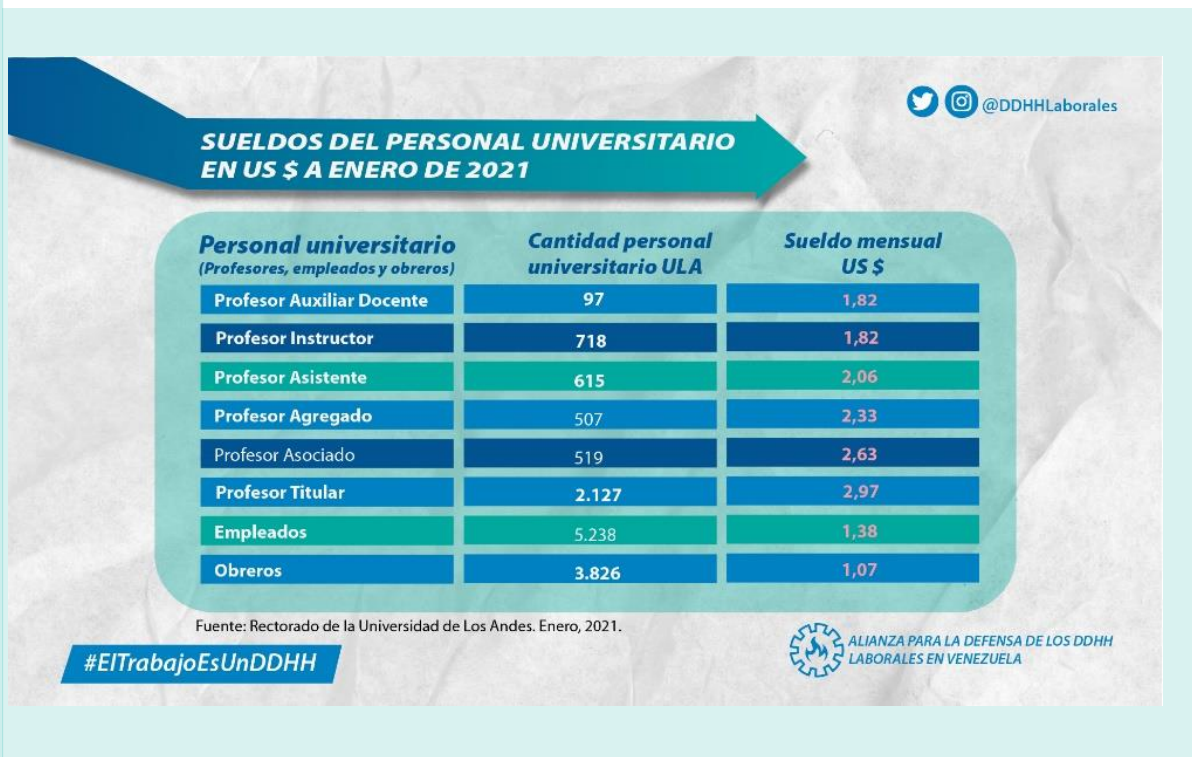 @DDHHLaborales
SUELDOS DEL PERSONAL UNIVERSITARIO
EN US $ A ENERO DE 2021
Personal universitario
(Profesores, empleados y obreros)
Cantidad personal
universitario ULA
Sueldo mensual
US $
Profesor Auxiliar Docente 97 1,82
Profesor Instructor 718 1,82
Profesor Asistente 615 2,06
Profesor Agregado 507 2,33
Profesor Asociado 519 2,63
Profesor Titular 2.127 2,97
Empleados 5.238 1,38
Obreros 3.826 1,07
Fuente: Rectorado de la Universidad de Los Andes. Enero, 2021.
#ElTrabajoEsUnDDHH
ALIANZA PARA LA DEFENSA DE LOS DDHH
LABORALES EN VENEZUELA